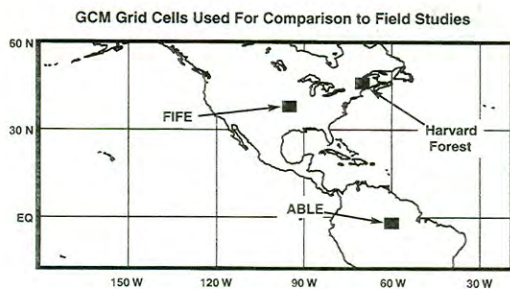 GCM Grid Cells Used For Comparison to Field Studies
60 N
FIFE
30 N
Harvard
Forest
ABLE
EQ
150 W
120 W
90 W
60 W
30 W